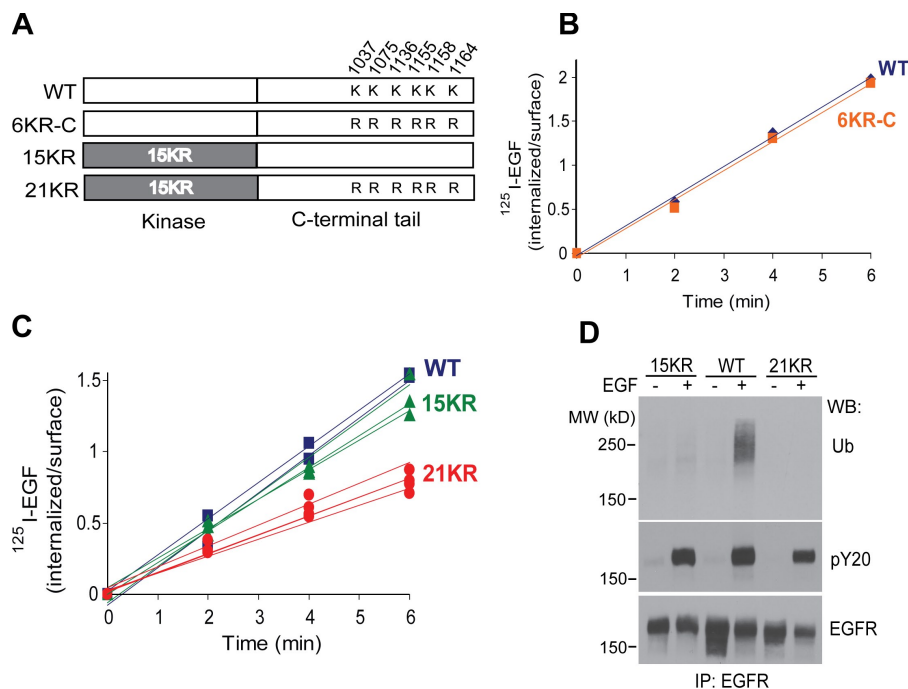 A
1037 1075 1136 1155 1158 1164
WT K K K K K K
6KR-C R R R R R R
15KR 15KR
21KR 15KR R R R R R R
Kinase C-terminal tail
B
125 I-EGF
(internalized/surface)
2
1.5
1
0.5
0
0 1 2 3 4 5 6
Time (min)
WT
6KR-C
C
125 I-EGF
(internalized/surface)
1.5
1
0.5
0
0 1 2 3 4 5 6
Time (min)
WT
15KR
21KR
D
15KR WT 21KR
EGF - + - + - +
WB:
MW (kD)
250
Ub
150
pY20
150
EGFR
150
IP: EGFR